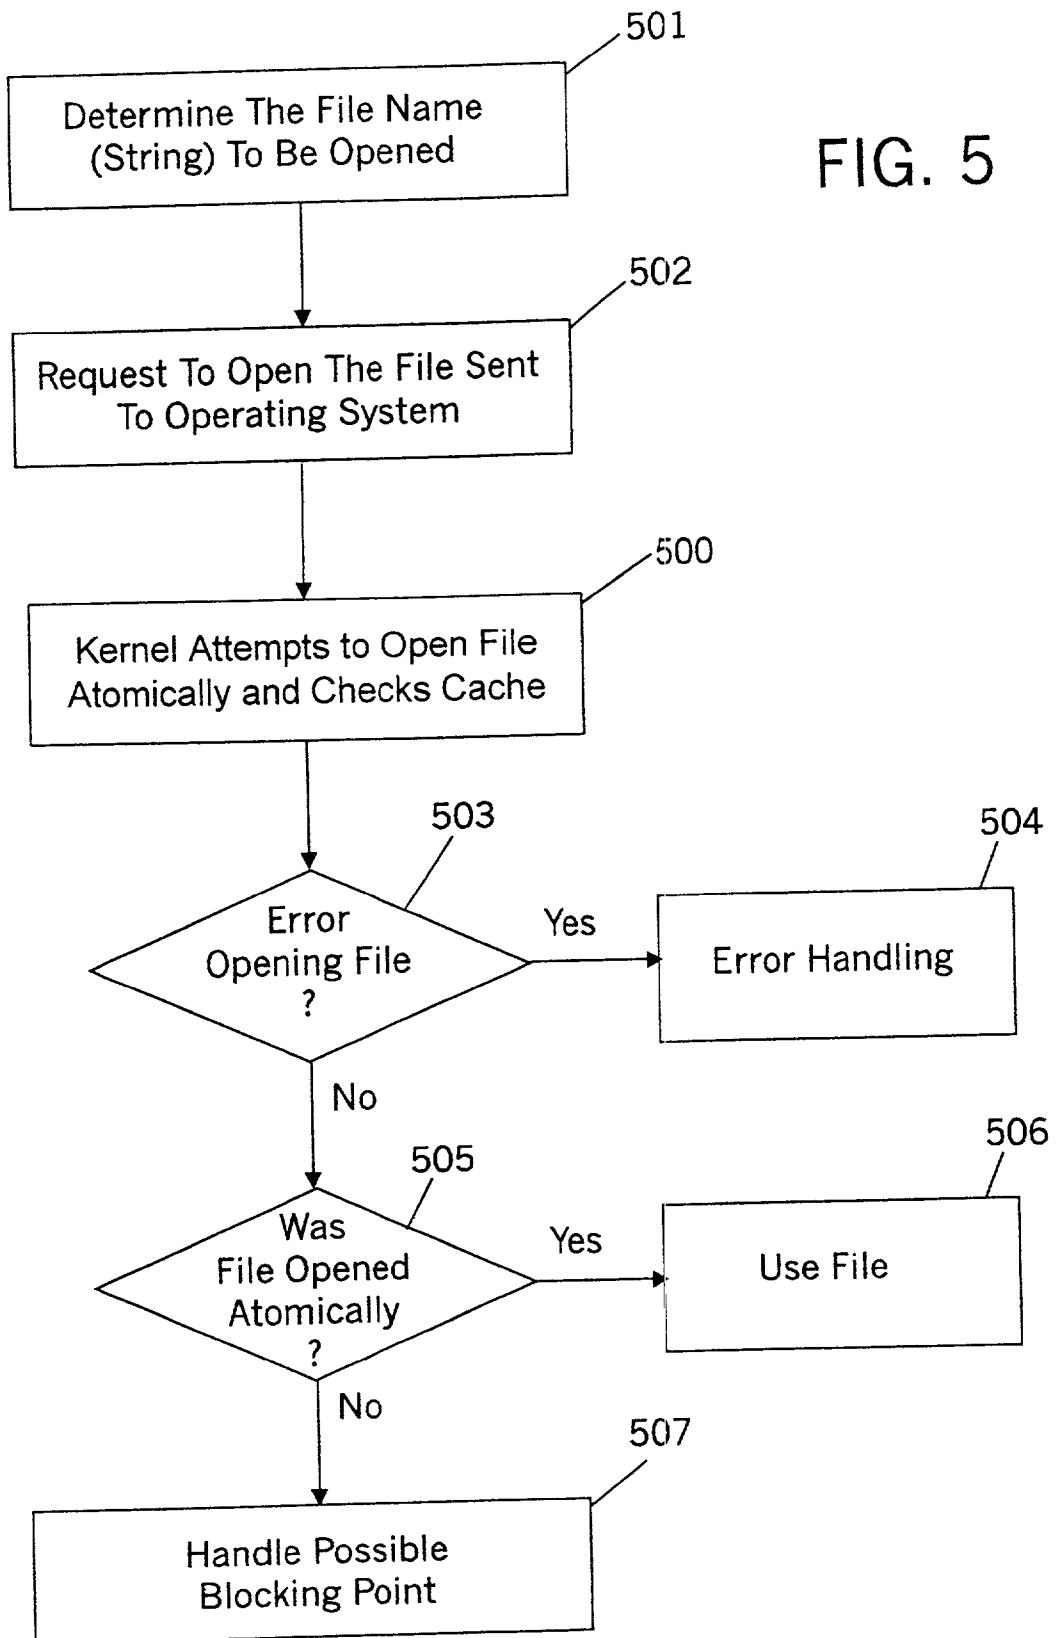 501
Determine The File Name
(String) To Be Opened
FIG. 5
502
Request To Open The File Sent
To Operating System
500
Kernel Attempts to Open File
Atomically and Checks Cache
503
Error
Opening File
?
Yes
504
Error Handling
No
505
Was
File Opened
Atomically
?
Yes
506
Use File
No
507
Handle Possible
Blocking Point